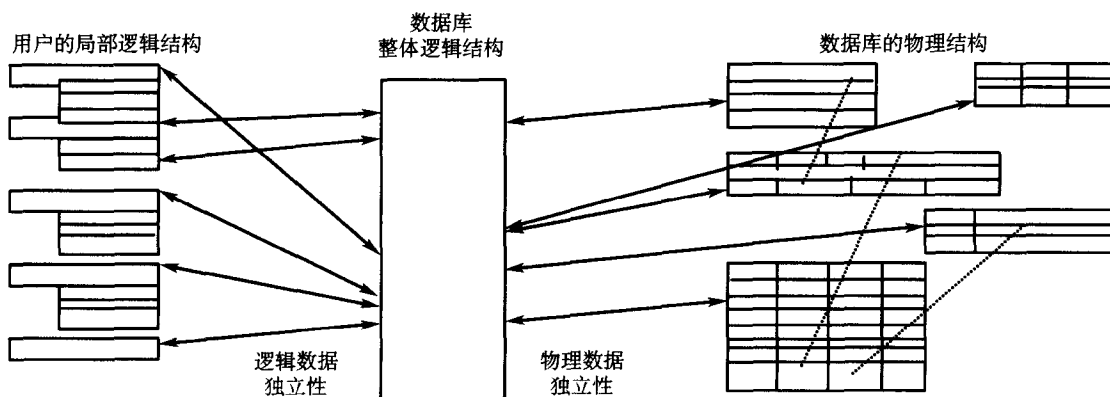 用户的局部逻辑结构
数据库
整体逻辑结构
数据库的物理结构
逻辑数据
独立性
物理数据
独立性